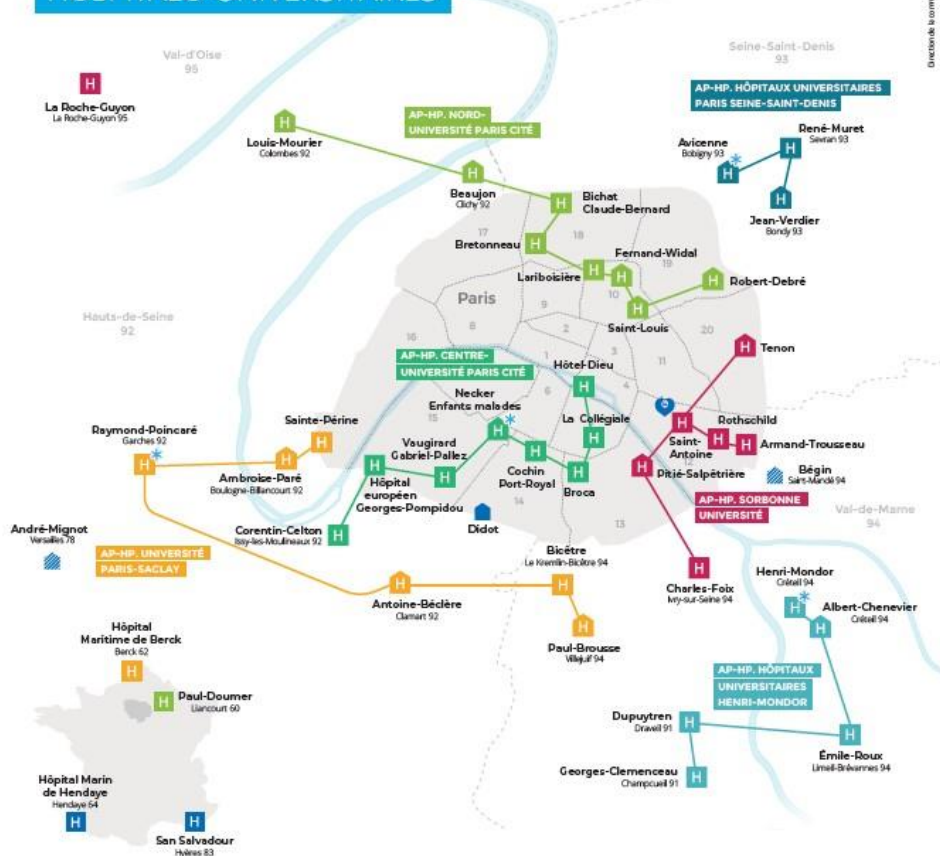 HÔPITAUX UNIVERSITAIRES
Val-d'Oise
95
Seine-Saint-Denis
93
La Roche-Guyon
La Roche-Guyon 95
AP-HP. NORD-
UNIVERSITÉ PARIS CITÉ
AP-HP. HÔPITAUX UNIVERSITAIRES
PARIS SEINE-SAINT-DENIS
Louis-Mourier
Colombes 92
Avicenne
Bobigny 93
René-Muret
Sevran 93
Beaujon
Clichy 92
Bichat
Claude-Bernard
Jean-Verdier
Bondy 93
17
18
Bretonneau
Fernand-Widal
19
Lariboisière
Robert-Debré
Paris
10
9
Saint-Louis
Hauts-de-Seine
92
8
2
20
16
3
11
1
AP-HP. CENTRE-
UNIVERSITÉ PARIS CITÉ
Hôtel-Dieu
Tenon
Necker
Enfants malades
6
4
La Collégiale
Rothschild
Sainte-Périne
15
Raymond-Poincaré
Garches 92
Vaugirard
Gabriel-Pallez
Saint-
Antoine
Armand-Trousseau
12
Ambroise-Paré
Boulogne-Billancourt 92
Hôpital
européen
Georges-Pompidou
Cochin
Port-Royal
Broca
Pitié-Salpêtrière
Bégin
Saint-Mandé 94
14
13
AP-HP. SORBONNE
UNIVERSITÉ
Val-de-Marne
94
André-Mignot
Versailles 78
Corentin-Celton
Issy-les-Moulineaux 92
Didot
AP-HP. UNIVERSITÉ
PARIS-SACLAY
Bicêtre
Le Kremlin-Bicêtre 94
Charles-Foix
Ivry-sur-Seine 94
Henri-Mondor
Créteil 94
Albert-Chenevier
Créteil 94
Antoine-Béclère
Clamart 92
Paul-Brousse
Villejuif 94
Hôpital
Maritime de Berck
Berck 62
Paul-Doumer
Liancourt 60
AP-HP. HÔPITAUX
UNIVERSITAIRES
HENRI-MONDOR
Dupuytren
Draveil 91
Émile-Roux
Limeil-Brévannes 94
Georges-Clemenceau
Champcueil 91
Hôpital Marin
de Hendaye
Hendaye 64
San Salvadour
Hyères 83